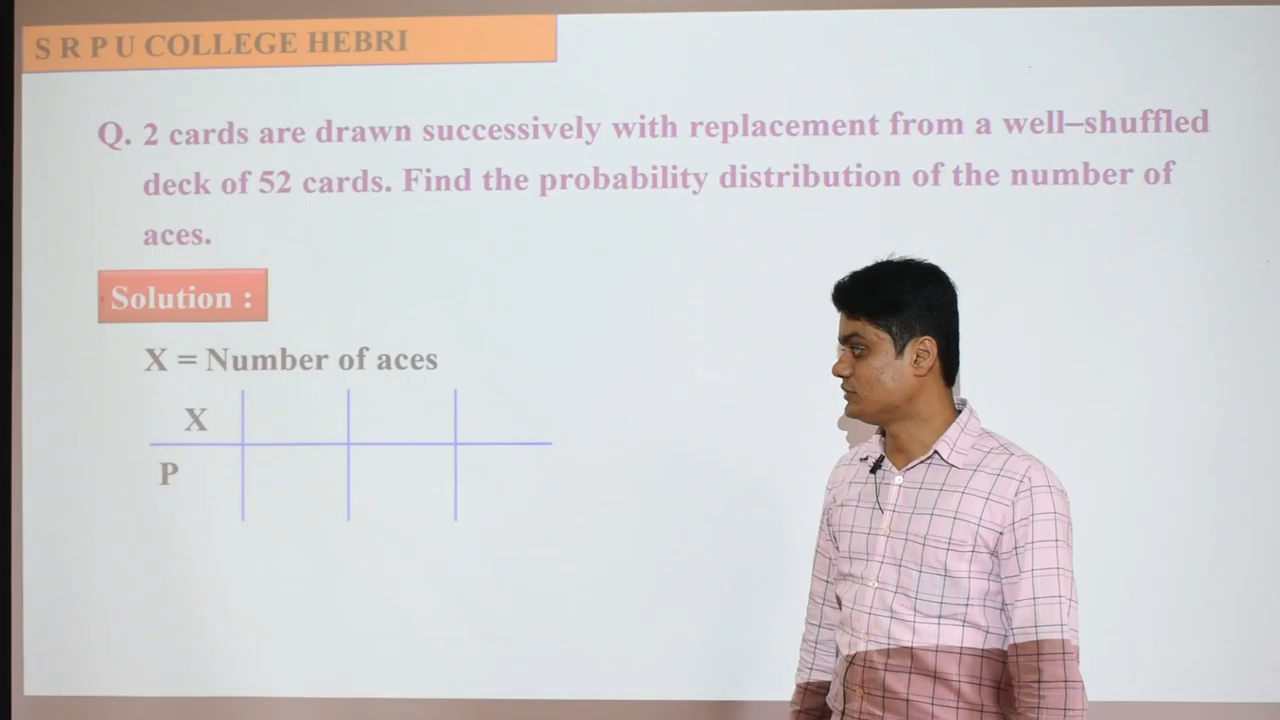 S R P U COLLEGE HEBRI
Q. 2 cards are drawn successively with replacement from a well–shuffled
deck of 52 cards. Find the probability distribution of the number of
aces.
Solution :
X = Number of aces
X
P